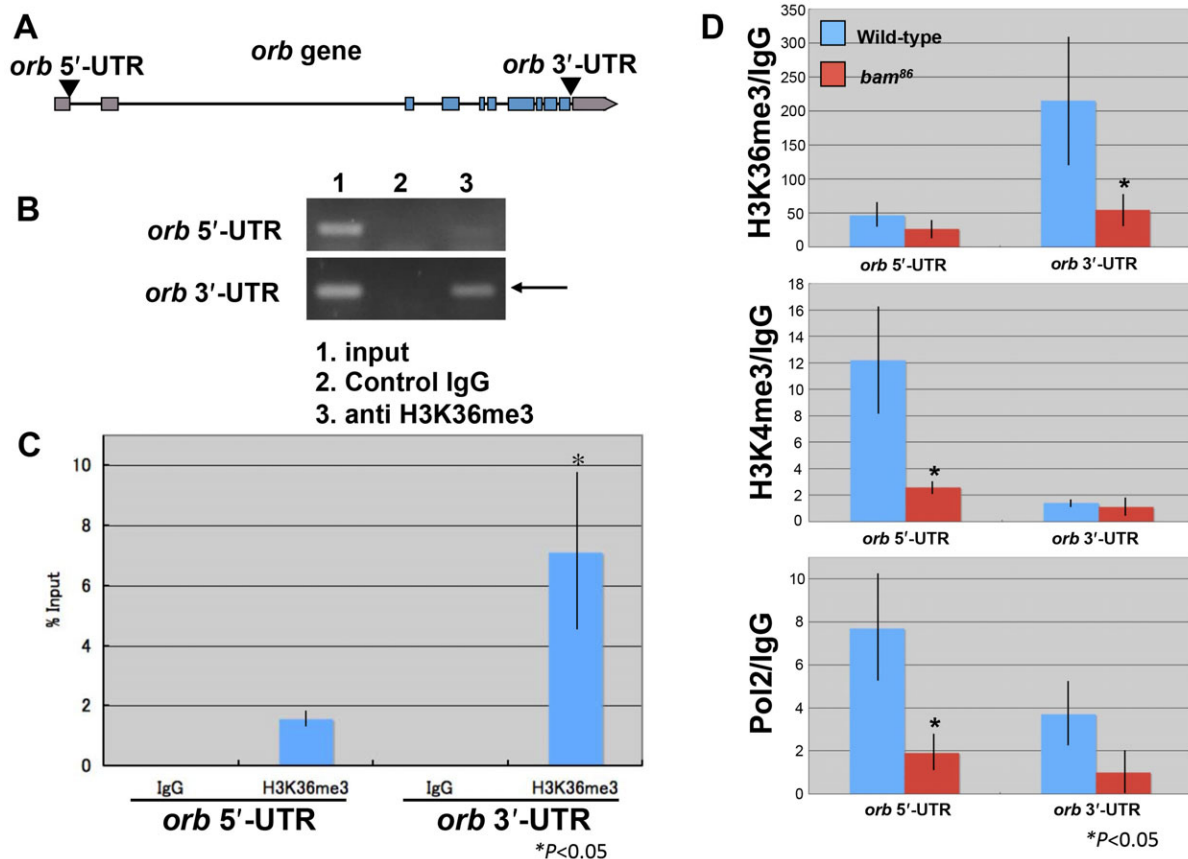 A
orb gene
orb 5′-UTR
orb 3′-UTR
B
1 2 3
orb 5′-UTR
orb 3′-UTR
1. input
2. Control IgG
3. anti H3K36me3
C
% Input
10
8
6
4
2
0
*
IgG H3K36me3 IgG H3K36me3
orb 5′-UTR orb 3′-UTR
*P<0.05
D
H3K36me3/IgG
350
300
250
200
150
100
50
0
Wild-type
bam86
*
orb 5′-UTR orb 3′-UTR
H3K4me3/IgG
18
16
14
12
10
8
6
4
2
0
*
orb 5′-UTR orb 3′-UTR
Pol2/IgG
10
8
6
4
2
0
*
orb 5′-UTR orb 3′-UTR
*P<0.05